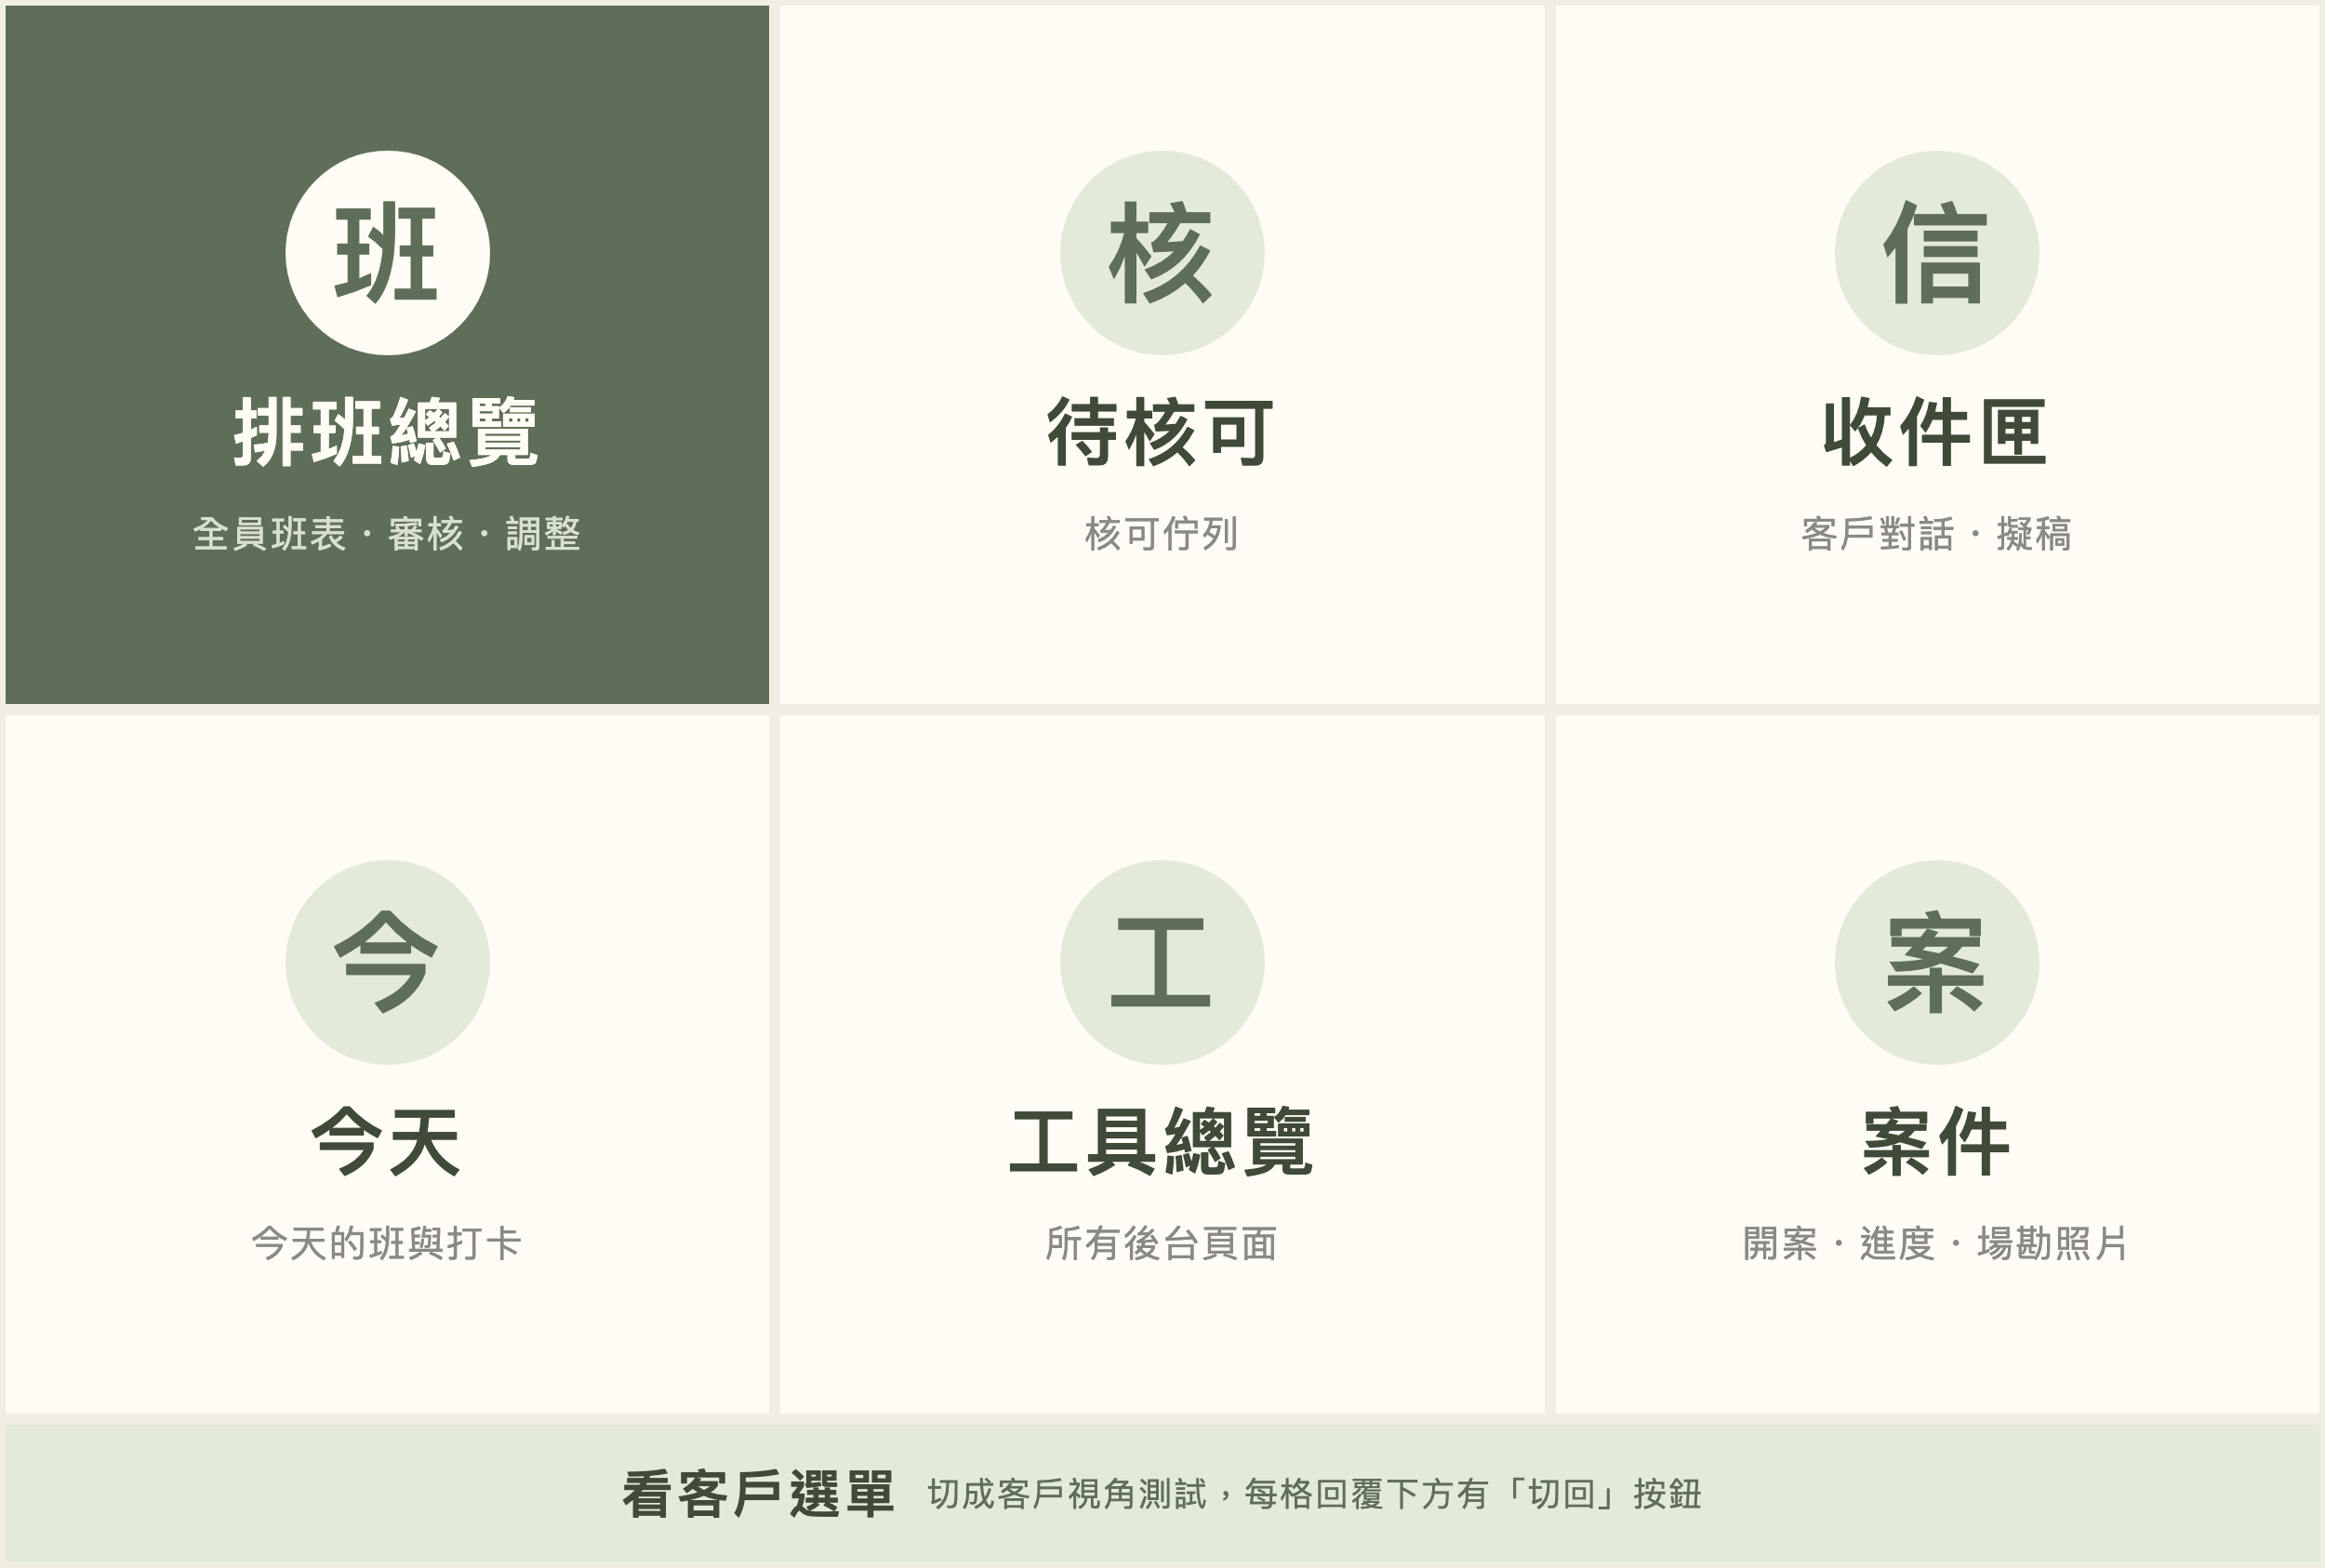 班
排班總覽
全員班表・審核・調整
核
待核可
核可佇列
信
收件匣
客戶對話・擬稿
今
今天
今天的班與打卡
工
工具總覽
所有後台頁面
案
案件
開案・進度・場勘照片
看客戶選單 切成客戶視角測試，每格回覆下方有「切回」按鈕